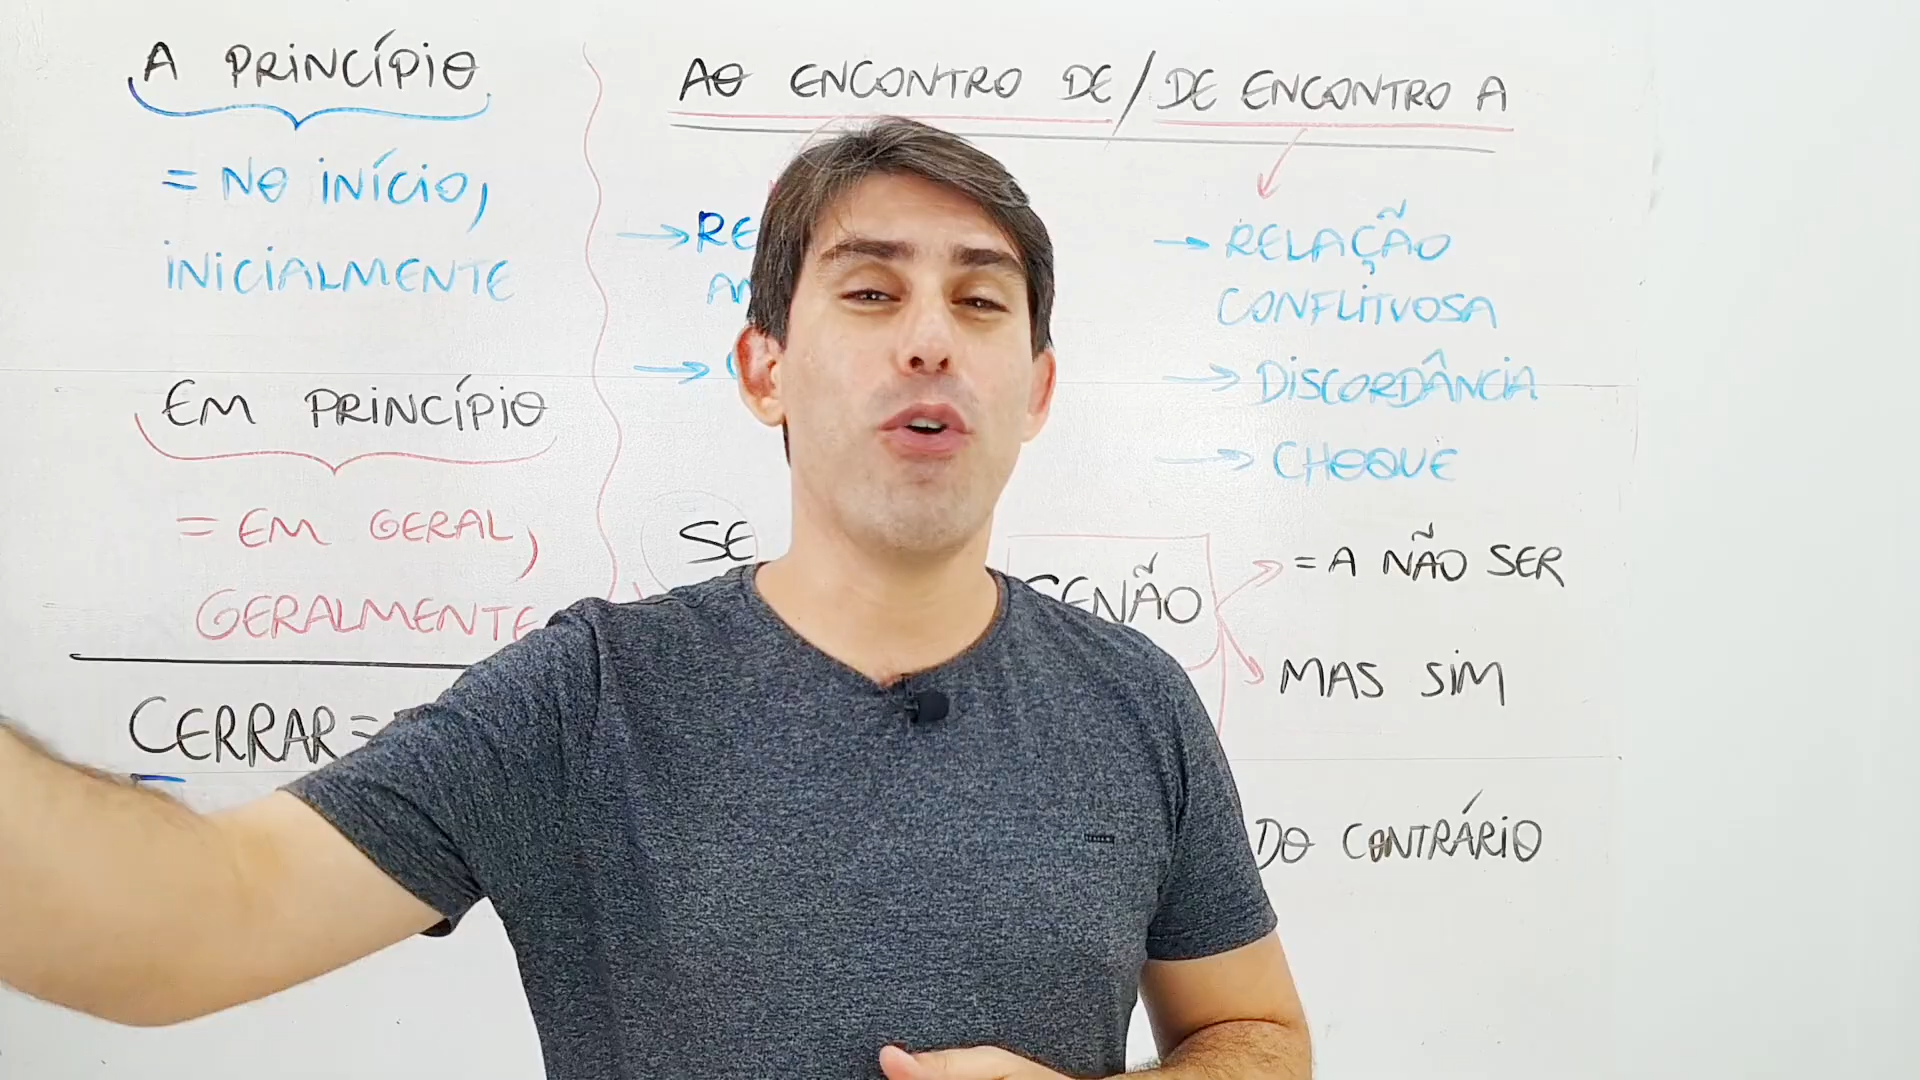 A PRINCÍPIO
= NO INÍCIO,
INICIALMENTE
EM PRINCÍPIO
= EM GERAL,
GERALMENTE
CERRAR =
AO ENCONTRO DE / DE ENCONTRO A
→ RELAÇÃO
CONFLITVOSA
→ DISCORDÂNCIA
→ CHOQUE
SE
= A NÃO SER
MAS SIM
DO CONTRÁRIO